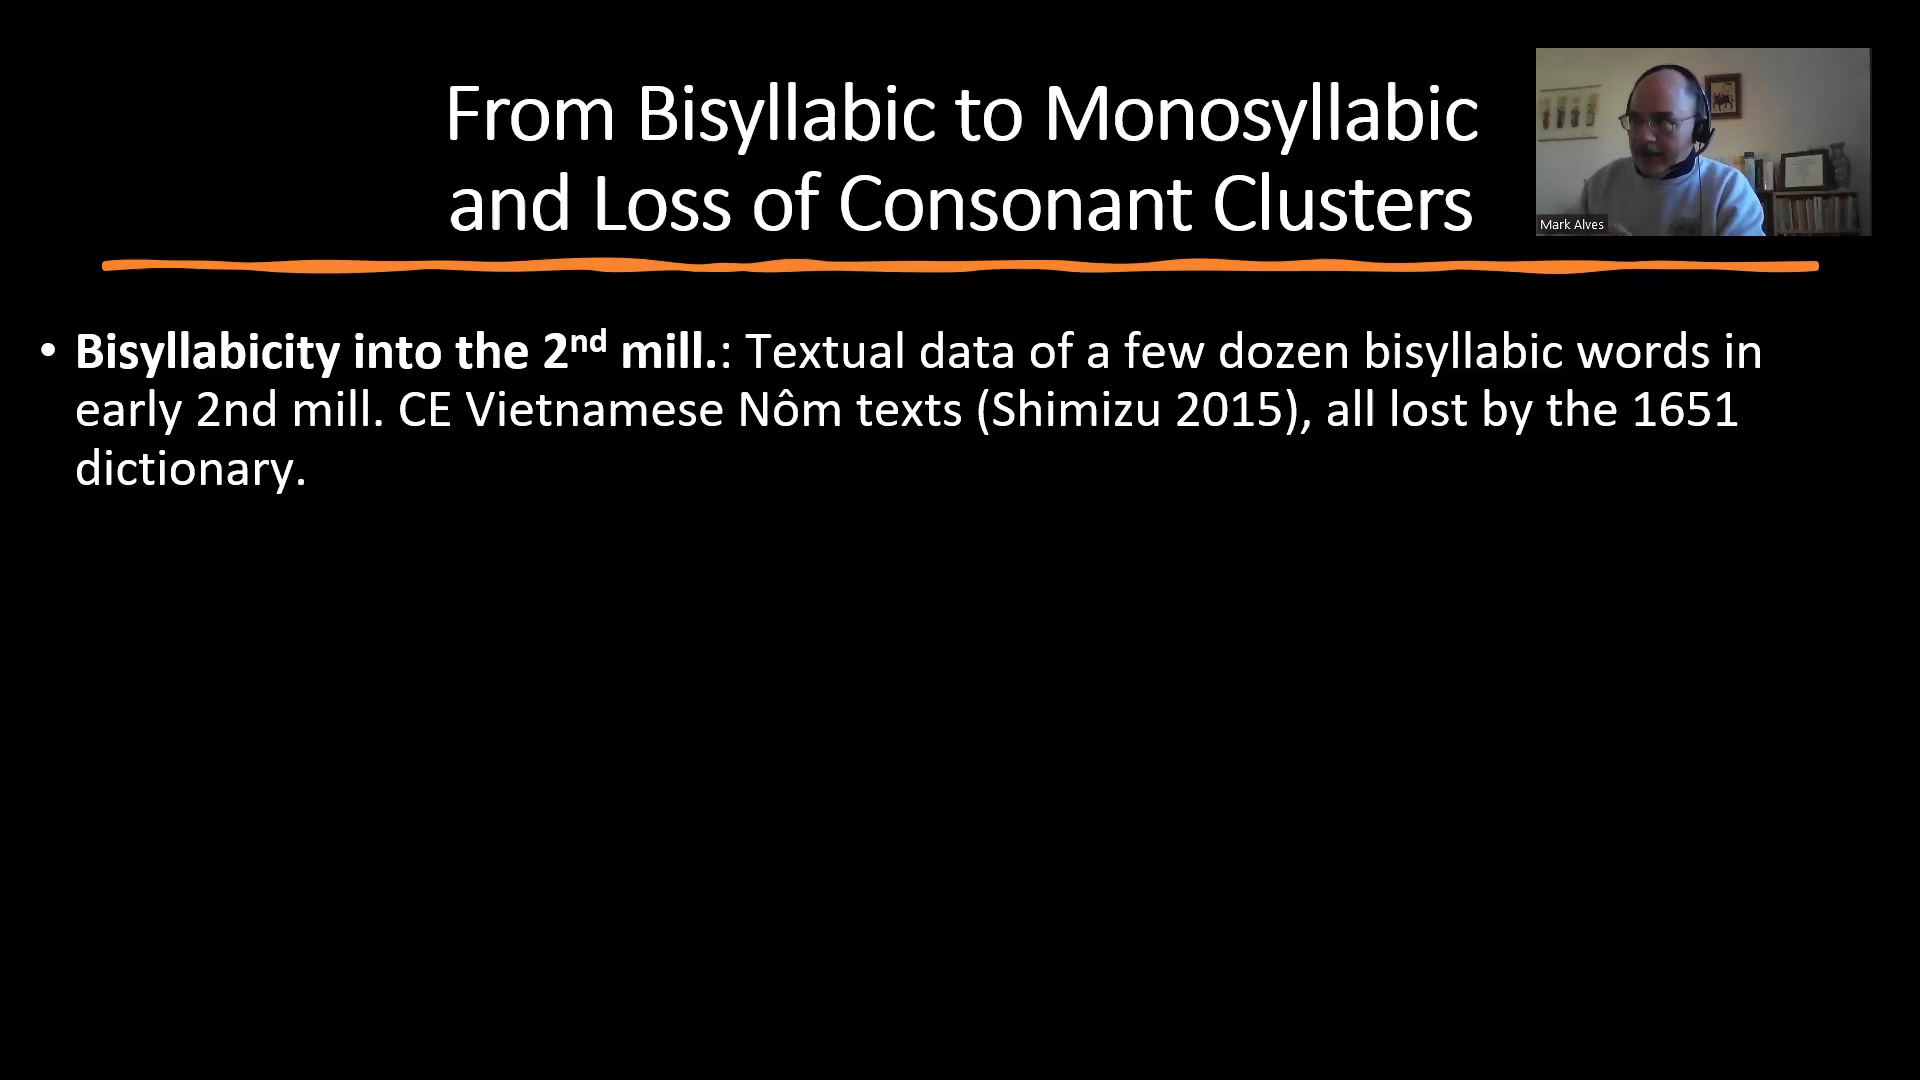 From Bisyllabic to Monosyllabic
and Loss of Consonant Clusters
Mark Alves
• Bisyllabicity into the 2nd mill.: Textual data of a few dozen bisyllabic words in
early 2nd mill. CE Vietnamese Nôm texts (Shimizu 2015), all lost by the 1651
dictionary.